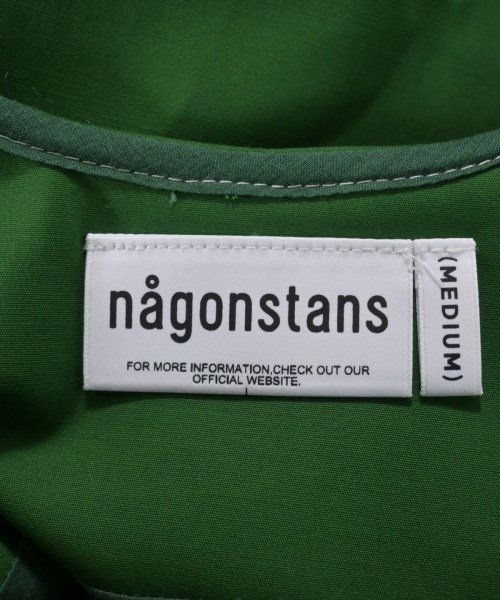 någonstans
FOR MORE INFORMATION,CHECK OUT OUR
OFFICIAL WEBSITE.
(MEDIUM)